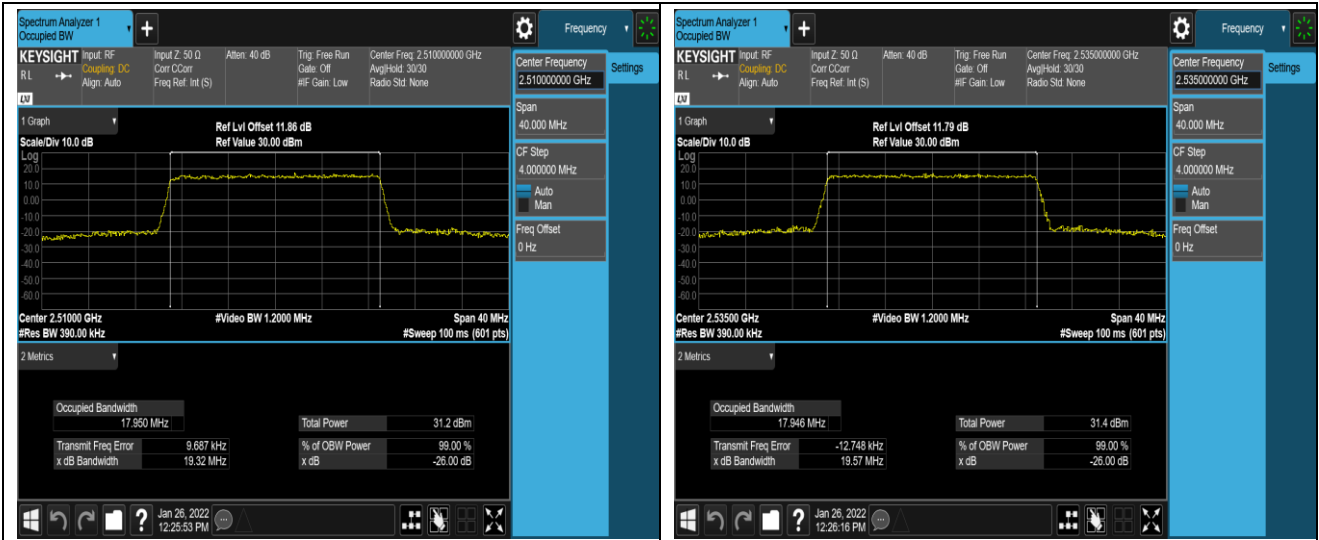 Spectrum Analyzer 1
Occupied BW
+
Frequency
KEYSIGHT Input: RF Input Z: 50 Ω Atten: 40 dB Trig: Free Run Center Freq: 2.510000000 GHz
RL Coupling: DC Corr CCorr Gate: Off Avg|Hold: 30/30
Align: Auto Freq Ref: Int (S) #IF Gain: Low Radio Std: None
LXI
Center Frequency
2.510000000 GHz
Settings
Span
40.000 MHz
CF Step
4.000000 MHz
Auto
Man
Freq Offset
0 Hz
1 Graph
Ref Lvl Offset 11.86 dB
Scale/Div 10.0 dB Ref Value 30.00 dBm
Log
20.0
10.0
0.00
-10.0
-20.0
-30.0
-40.0
-50.0
-60.0
Center 2.51000 GHz #Video BW 1.2000 MHz Span 40 MHz
#Res BW 390.00 kHz #Sweep 100 ms (601 pts)
2 Metrics
Occupied Bandwidth
17.950 MHz Total Power 31.2 dBm
Transmit Freq Error 9.687 kHz % of OBW Power 99.00 %
x dB Bandwidth 19.32 MHz x dB -26.00 dB
? Jan 26, 2022
12:25:53 PM
Spectrum Analyzer 1
Occupied BW
+
Frequency
KEYSIGHT Input: RF Input Z: 50 Ω Atten: 40 dB Trig: Free Run Center Freq: 2.535000000 GHz
RL Coupling: DC Corr CCorr Gate: Off Avg|Hold: 30/30
Align: Auto Freq Ref: Int (S) #IF Gain: Low Radio Std: None
LXI
Center Frequency
2.535000000 GHz
Settings
Span
40.000 MHz
CF Step
4.000000 MHz
Auto
Man
Freq Offset
0 Hz
1 Graph
Ref Lvl Offset 11.79 dB
Scale/Div 10.0 dB Ref Value 30.00 dBm
Log
20.0
10.0
0.00
-10.0
-20.0
-30.0
-40.0
-50.0
-60.0
Center 2.53500 GHz #Video BW 1.2000 MHz Span 40 MHz
#Res BW 390.00 kHz #Sweep 100 ms (601 pts)
2 Metrics
Occupied Bandwidth
17.946 MHz Total Power 31.4 dBm
Transmit Freq Error -12.748 kHz % of OBW Power 99.00 %
x dB Bandwidth 19.57 MHz x dB -26.00 dB
? Jan 26, 2022
12:26:16 PM